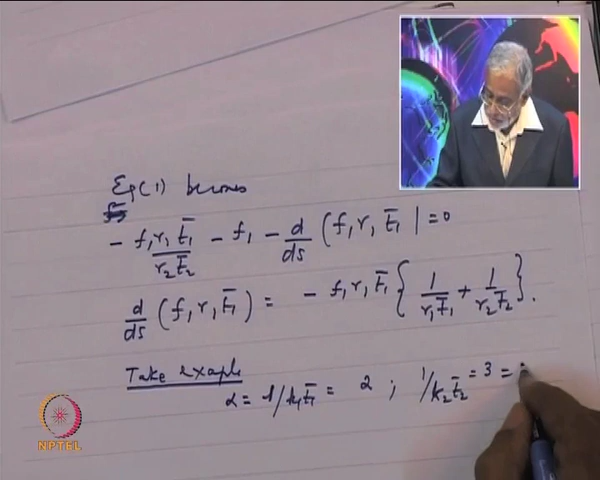 Eq(1) becomes
- f₁r₁t̄₁ / r₂t̄₂ - f₁ - d/ds (f₁r₁t̄₁) = 0
d/ds (f₁r₁t̄₁) = - f₁r₁t̄₁ { 1/r₁t̄₁ + 1/r₂t̄₂ }.
Take example
α = 1/k₁t̄₁ = 2 ; 1/k₂t̄₂ = 3 =
NPTEL